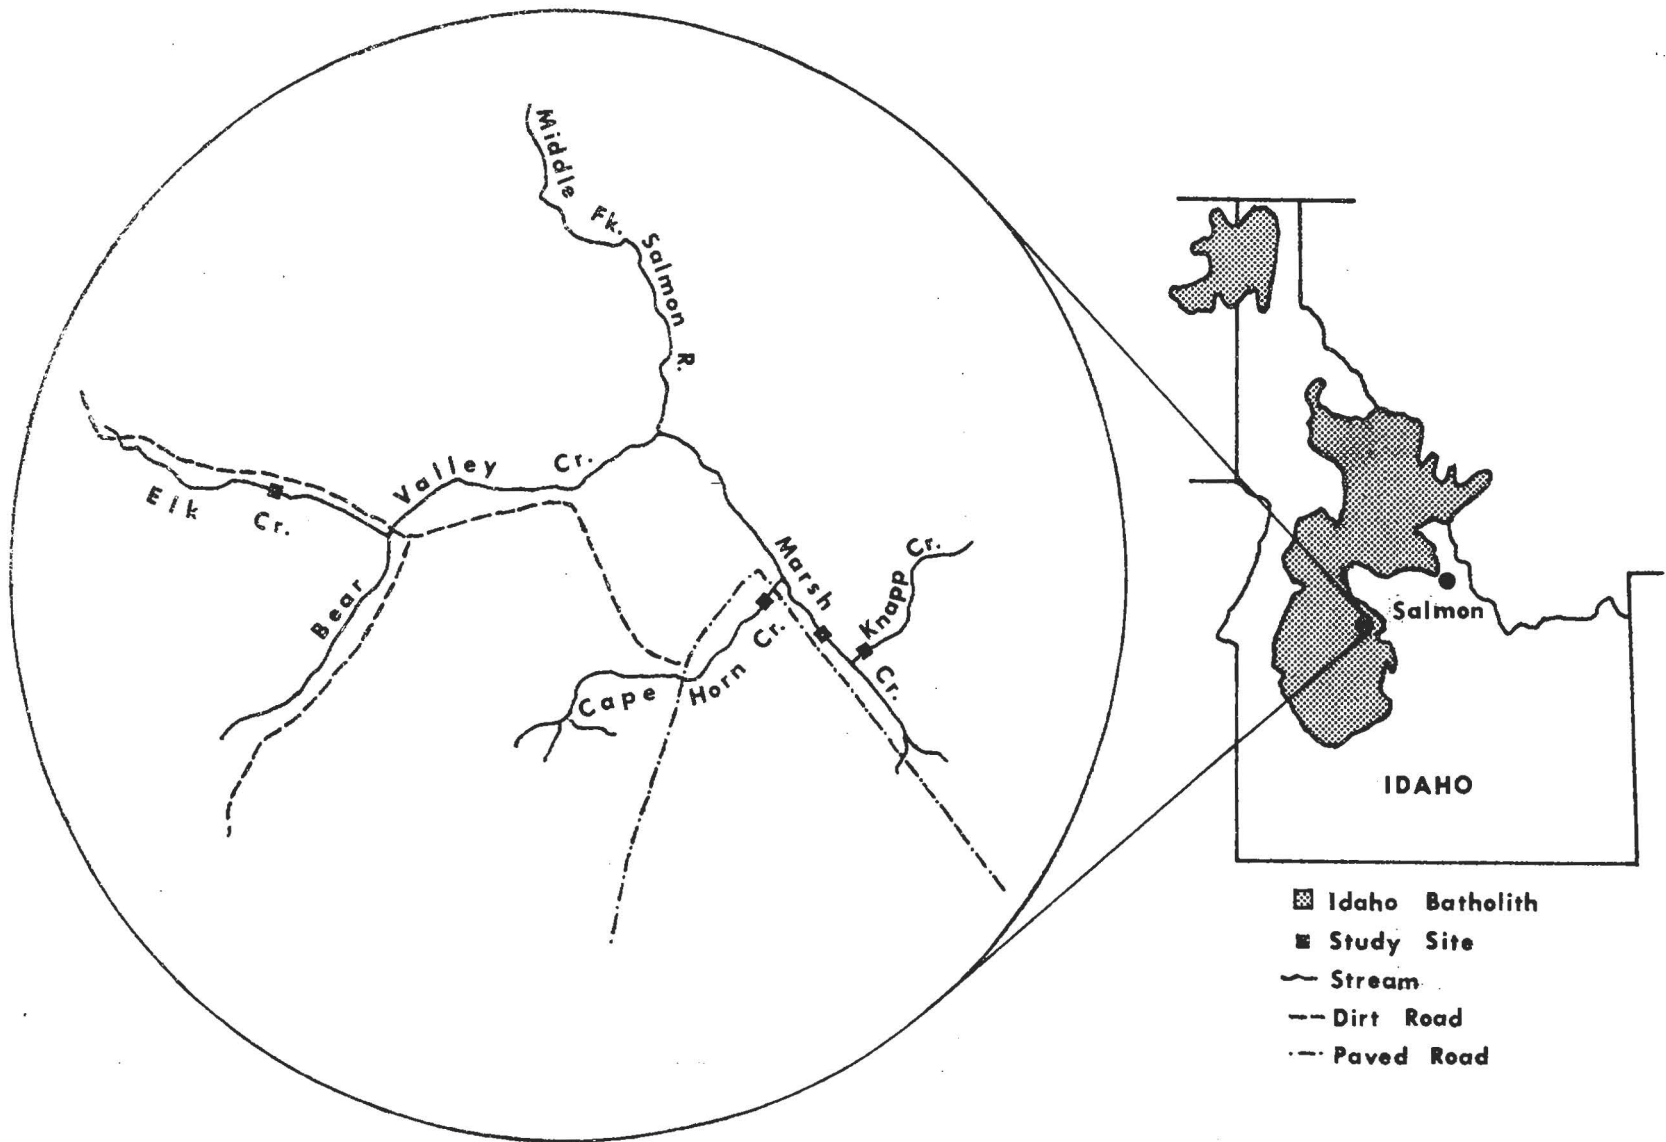 Middle Fk. Salmon R.
Elk Cr.
Bear Valley Cr.
Marsh Cr.
Knapp Cr.
Cape Horn Cr.
Salmon
IDAHO
Idaho Batholith
Study Site
Stream
Dirt Road
Paved Road